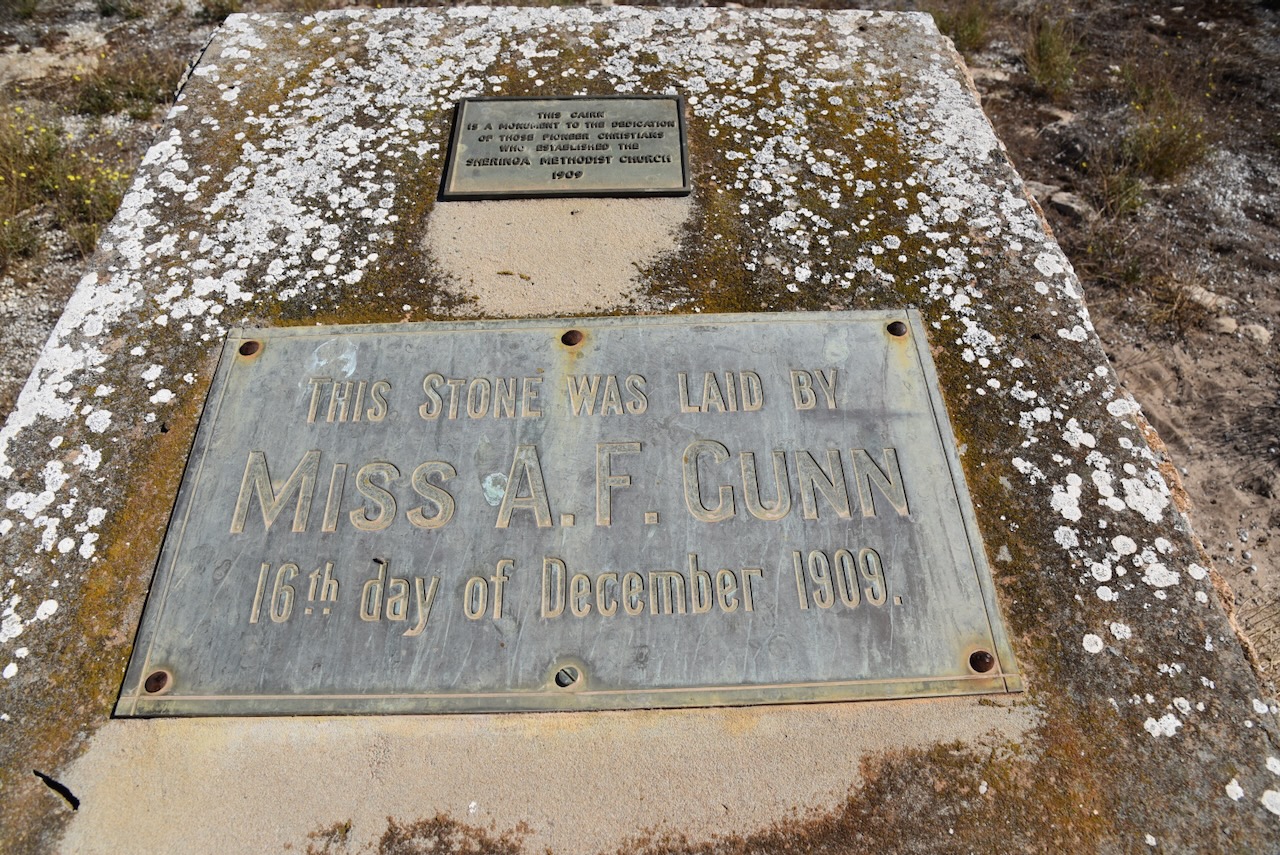 THIS CAIRN
IS A MONUMENT TO THE DEDICATION
OF THOSE PIONEER CHRISTIANS
WHO ESTABLISHED THE
SHERINGA METHODIST CHURCH
1909
THIS STONE WAS LAID BY
MISS A. F. GUNN
16th day of December 1909.